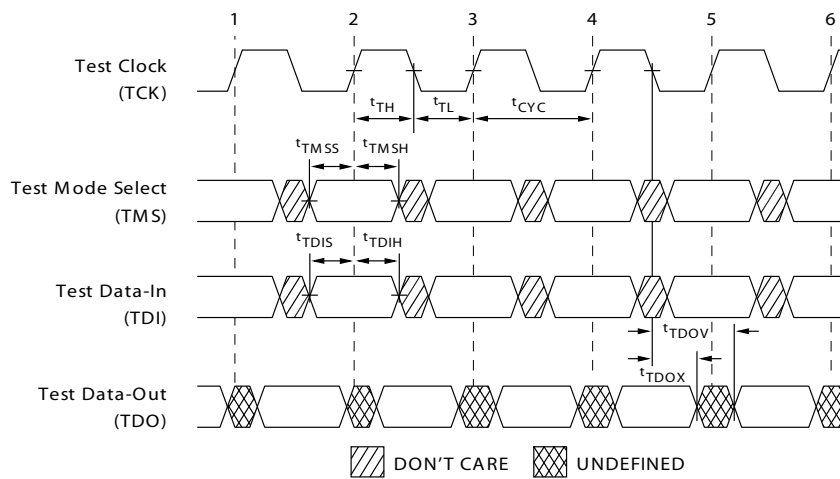 1 2 3 4 5 6
Test Clock
(TCK)
tTH tTL tCYC
tTMSS tTMSH
Test Mode Select
(TMS)
tTDIS tTDIH
Test Data-In
(TDI)
tTDOV
tTDOX
Test Data-Out
(TDO)
DON'T CARE UNDEFINED